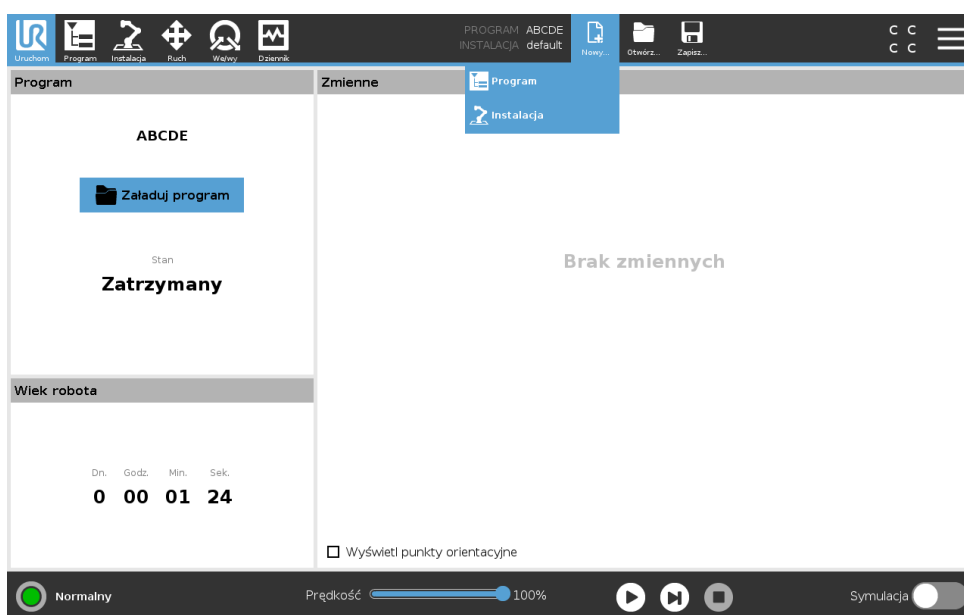 UR
Uruchom Program Instalacja Ruch We/wy Dziennik
PROGRAM ABCDE
INSTALACJA default
Nowy... Otwórz... Zapisz...
C C
C C
Program
Instalacja
Program
ABCDE
Załaduj program
Stan
Zatrzymany
Zmienne
Brak zmiennych
Wyświetl punkty orientacyjne
Wiek robota
Dn. Godz. Min. Sek.
0 00 01 24
Normalny
Prędkość 100%
Symulacja